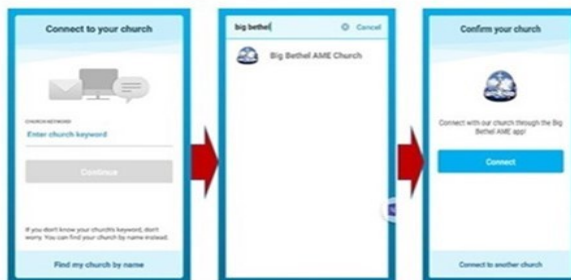 Connect to your church
CHURCH KEYWORD
Enter church keyword
Continue
If you don't know your church's keyword, don't
worry. You can find your church by name instead.
Find my church by name
big bethel
Cancel
Big Bethel AME Church
Confirm your church
Connect with our church through the Big
Bethel AME app!
Connect
Connect to another church